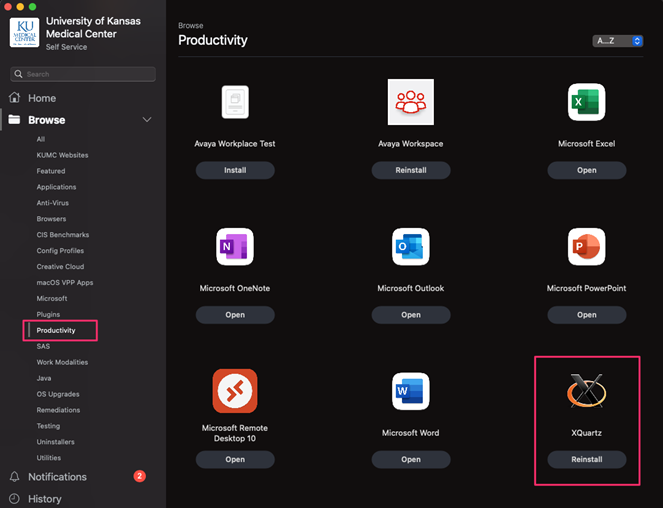 University of Kansas
Medical Center
Self Service
KU
MEDICAL
CENTER
Search
Home
Browse
All
KUMC Websites
Featured
Applications
Anti-Virus
Browsers
CIS Benchmarks
Config Profiles
Creative Cloud
macOS VPP Apps
Microsoft
Plugins
Productivity
SAS
Work Modalities
Java
OS Upgrades
Remediations
Testing
Uninstallers
Utilities
Notifications 2
History
Browse
Productivity
A...Z
Avaya Workplace Test
Install
Avaya Workspace
Reinstall
X
Microsoft Excel
Open
N
Microsoft OneNote
Open
O
Microsoft Outlook
Open
P
Microsoft PowerPoint
Open
Microsoft Remote
Desktop 10
Open
W
Microsoft Word
Open
X
XQuartz
Reinstall